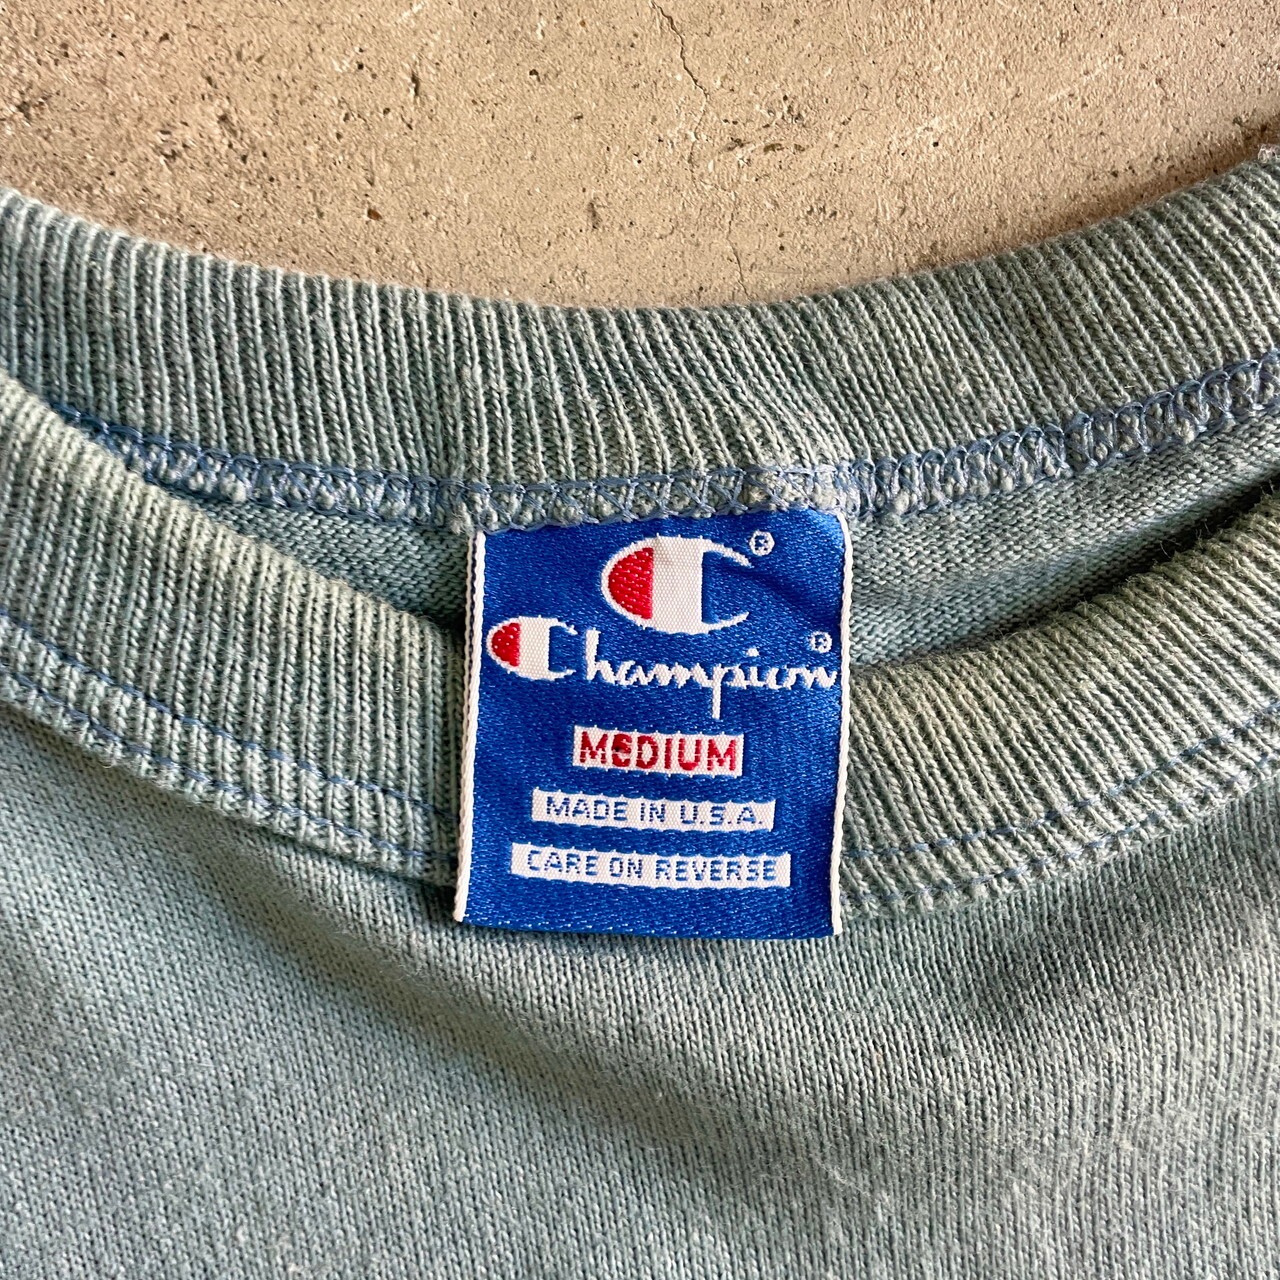 C®
Champion®
MEDIUM
MADE IN U.S.A.
CARE ON REVERSE